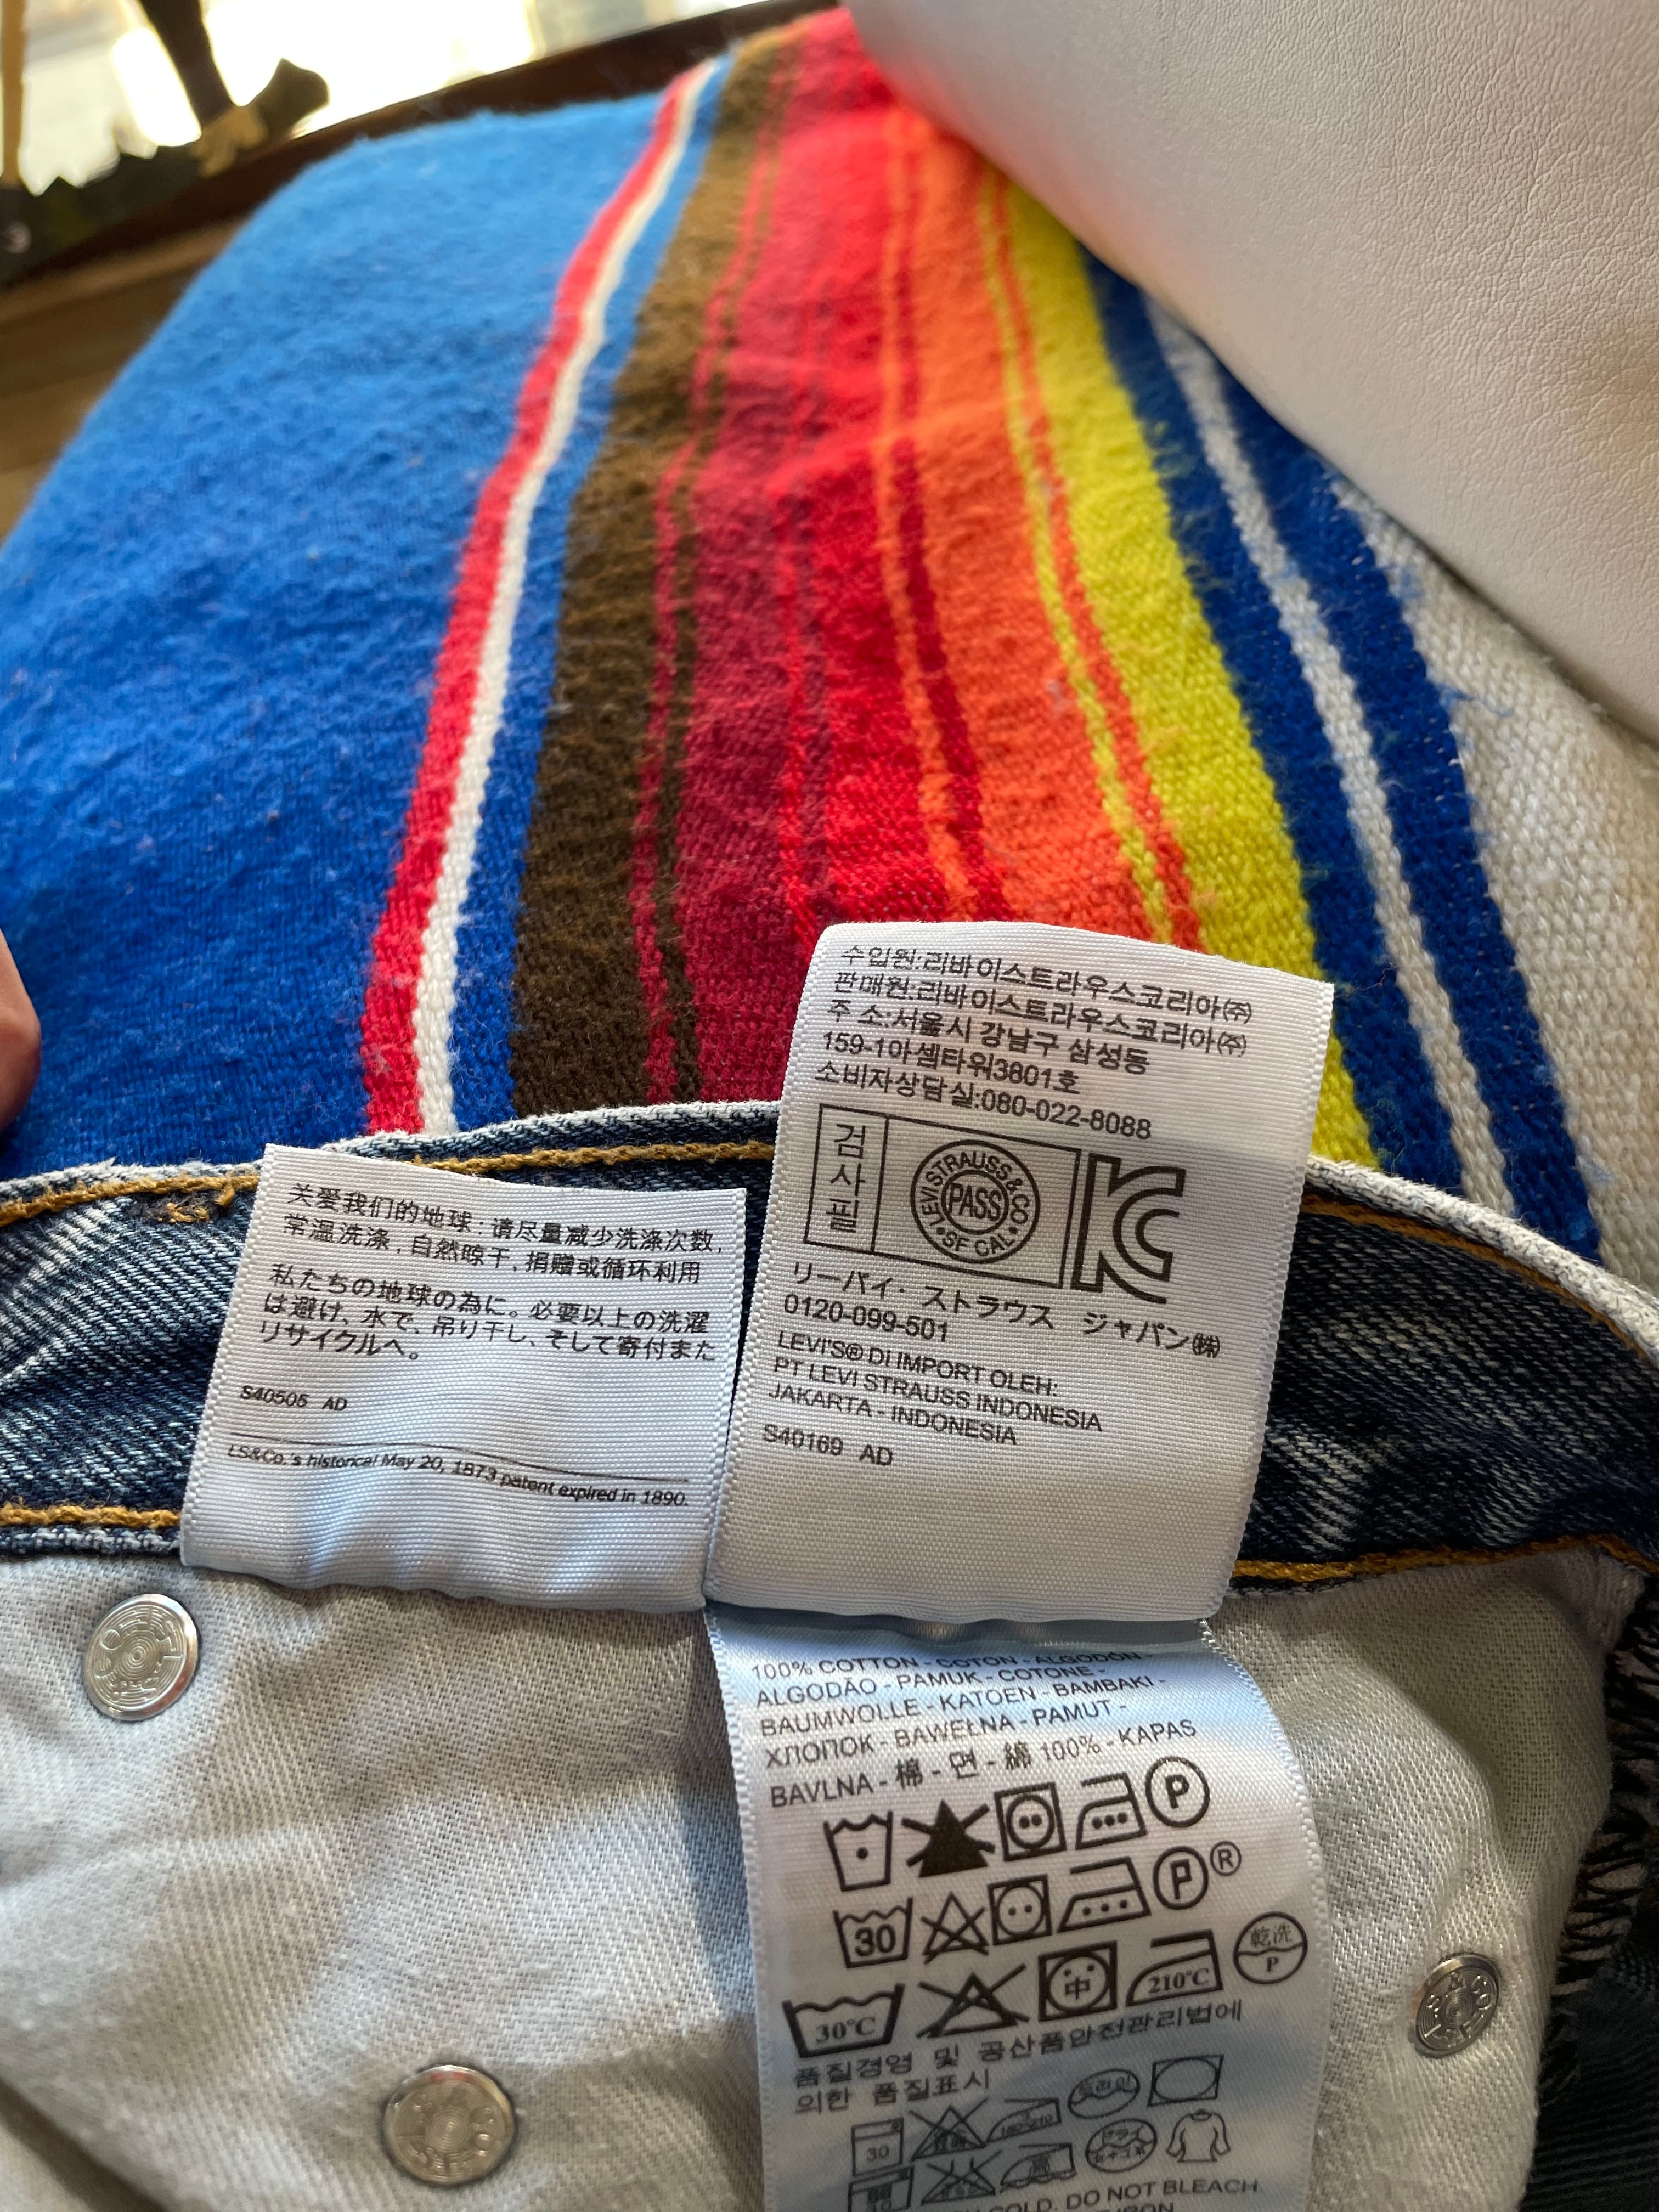 关爱我们的地球：请尽量减少洗涤次数，
常温洗涤，自然晾干，捐赠或循环利用
私たちの地球の為に。必要以上の洗濯
は避け、水で、吊り干し、そして寄付また
リサイクルへ。
S40505 AD
LS&Co.'s historical May 20, 1873 patent expired in 1890.
수입원:리바이스트라우스코리아㈜
판매원:리바이스트라우스코리아㈜
주 소:서울시 강남구 삼성동
159-1아셈타워3801호
소비자상담실:080-022-8088
검사필
LEVI STRAUSS & CO
PASS
SF CAL
KC
リーバイ・ストラウス ジャパン㈱
0120-099-501
LEVI'S® DI IMPORT OLEH:
PT LEVI STRAUSS INDONESIA
JAKARTA - INDONESIA
S40169 AD
100% COTTON - COTON - ALGODÓN -
ALGODÃO - PAMUK - COTONE -
BAUMWOLLE - KATOEN - BAMBAKI -
ХЛОПОК - BAWEŁNA - PAMUT -
BAVLNA - 棉 - 면 - 綿 100% - KAPAS
P
30 P ®
30°C 中 210°C 乾洗 P
품질경영 및 공산품안전관리법에
의한 품질표시
30 드라이
高 ドライ
COLD. DO NOT BLEACH.